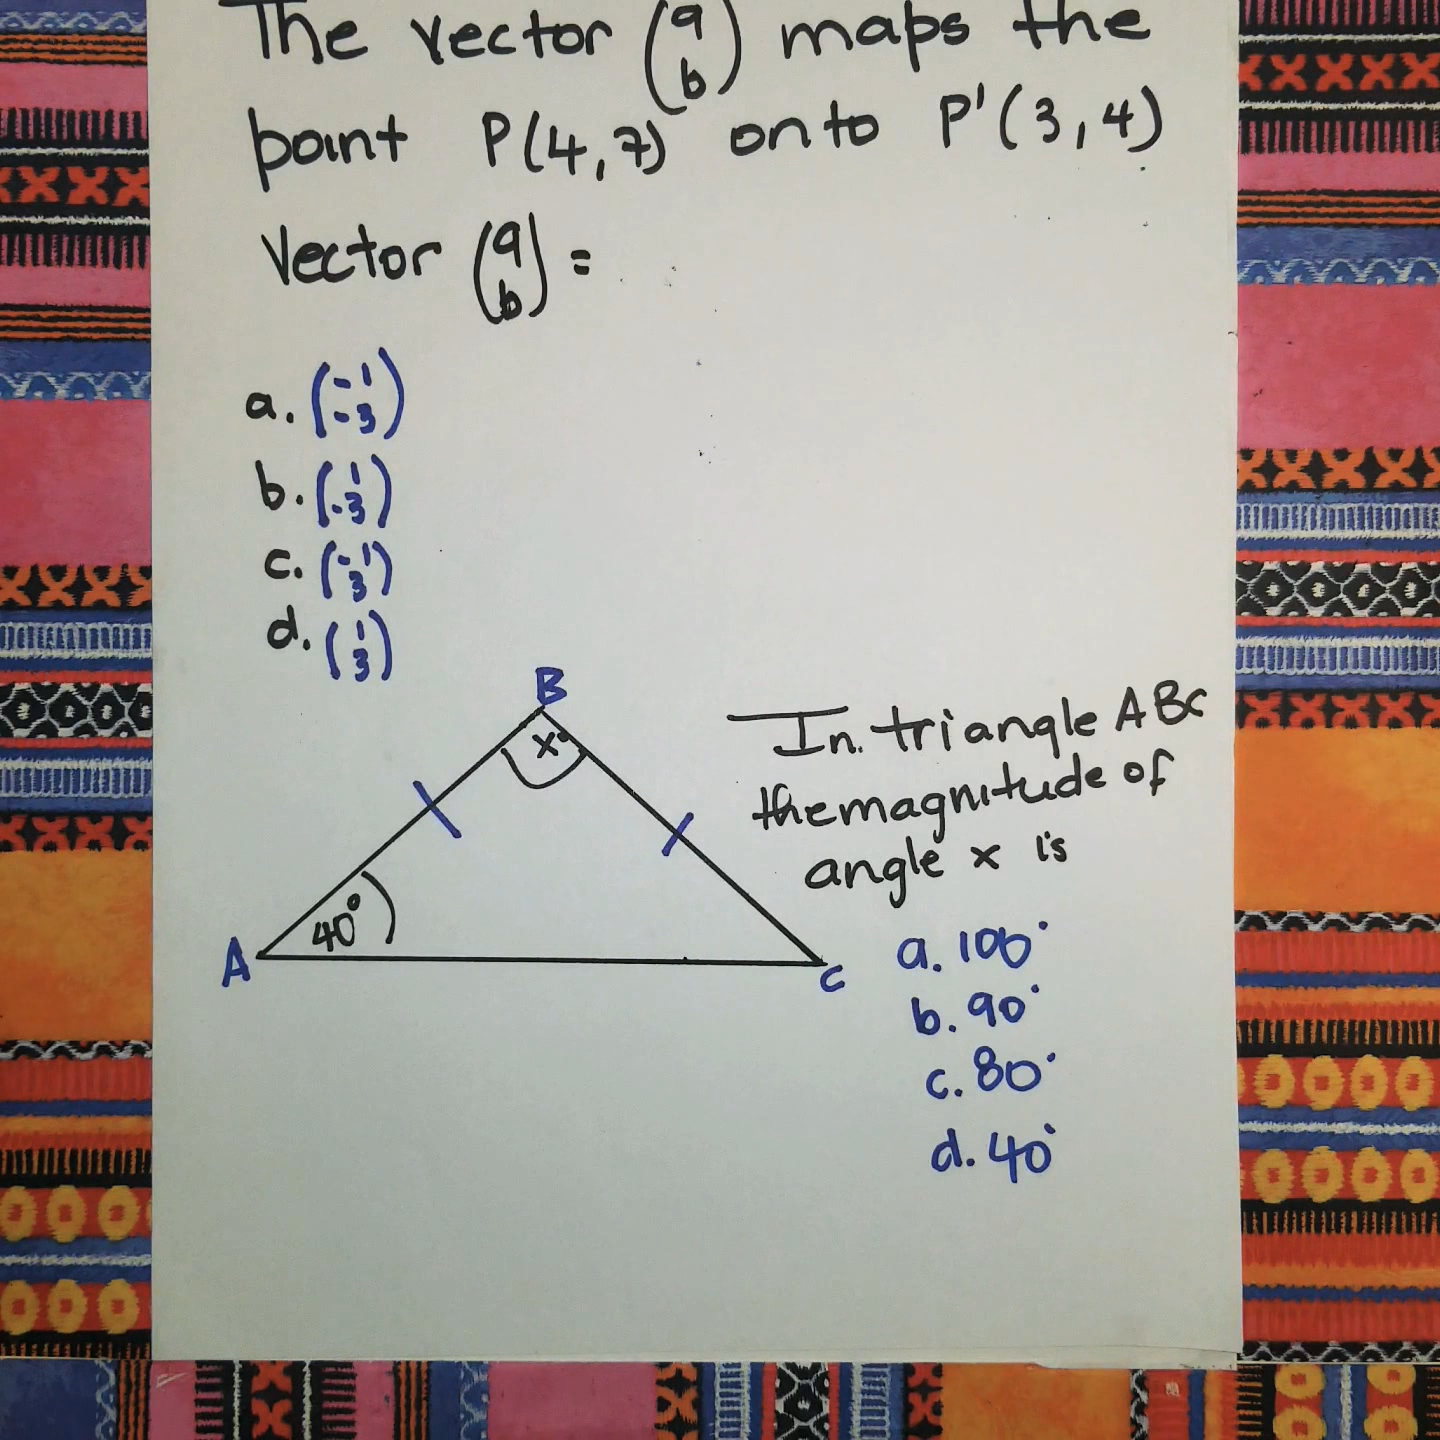 The vector (a b) maps the
point P(4,7) onto P'(3,4)
Vector (a b) =
a. (-1 -3)
b. (1 -3)
c. (-1 3)
d. (1 3)
B
x°
40°
A
C
In triangle ABC
the magnitude of
angle x is
a. 100°
b. 90°
c. 80°
d. 40°